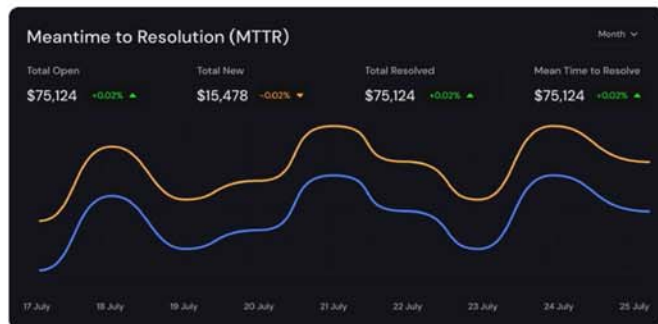 Meantime to Resolution (MTTR)
Month
Total Open
Total New
Total Resolved
Mean Time to Resolve
$75,124 +0.02%
$15,478 -0.02%
$75,124 +0.02%
$75,124 +0.02%
17 July 18 July 19 July 20 July 21 July 22 July 23 July 24 July 25 July